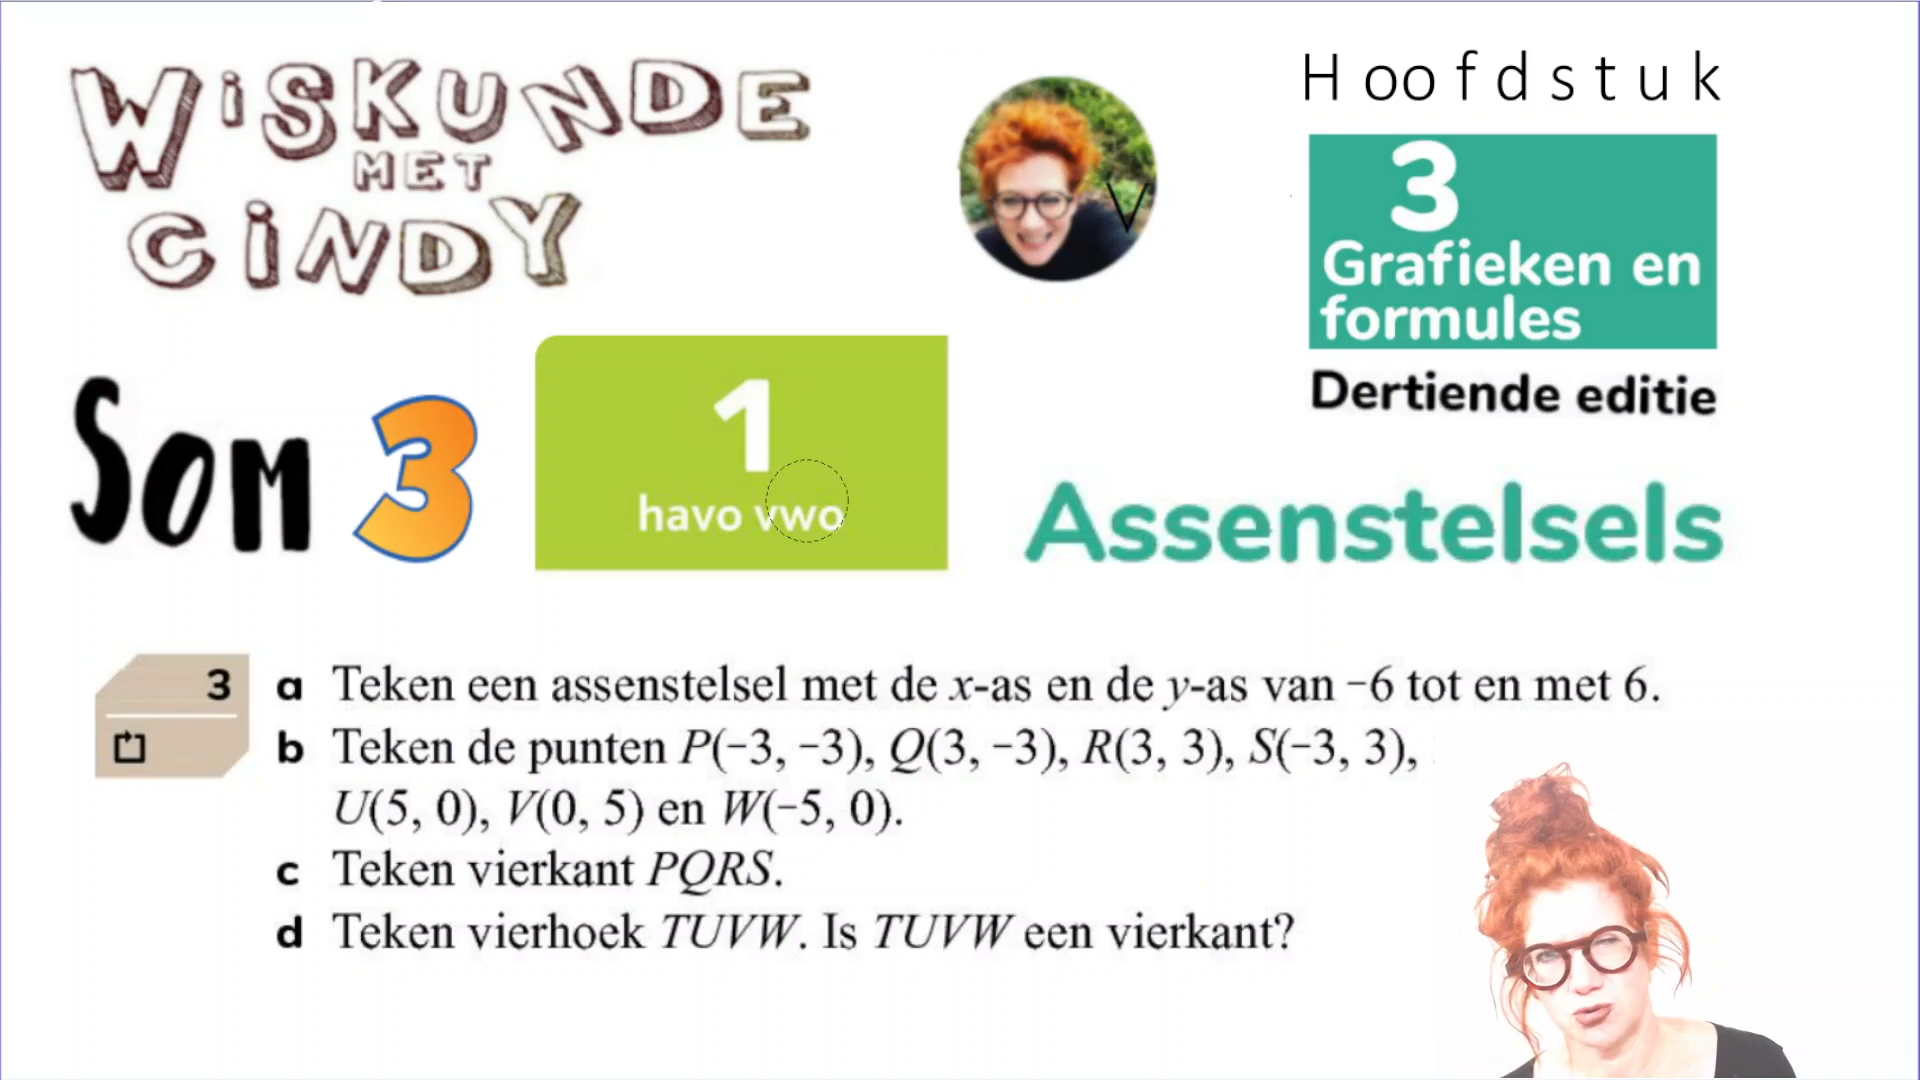 WiSKUNDE
MET
CiNDY
V
Hoofdstuk
3
Grafieken en
formules
Dertiende editie
SOM 3
1
havo vwo
Assenstelsels
3
a Teken een assenstelsel met de x-as en de y-as van −6 tot en met 6.
b Teken de punten P(−3, −3), Q(3, −3), R(3, 3), S(−3, 3),
U(5, 0), V(0, 5) en W(−5, 0).
c Teken vierkant PQRS.
d Teken vierhoek TUVW. Is TUVW een vierkant?